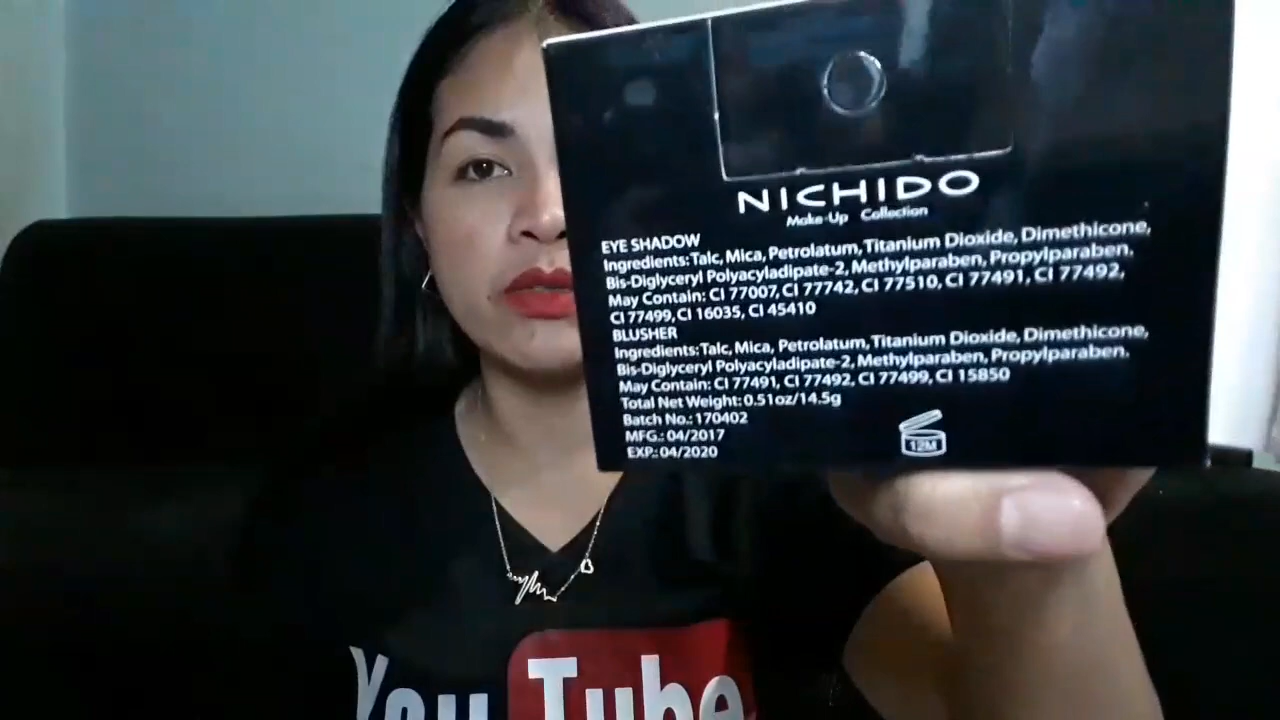 NICHIDO
Make-Up Collection
EYE SHADOW
Ingredients: Talc, Mica, Petrolatum, Titanium Dioxide, Dimethicone,
Bis-Diglyceryl Polyacyladipate-2, Methylparaben, Propylparaben.
May Contain: CI 77007, CI 77742, CI 77510, CI 77491, CI 77492,
CI 77499, CI 16035, CI 45410
BLUSHER
Ingredients: Talc, Mica, Petrolatum, Titanium Dioxide, Dimethicone,
Bis-Diglyceryl Polyacyladipate-2, Methylparaben, Propylparaben.
May Contain: CI 77491, CI 77492, CI 77499, CI 15850
Total Net Weight: 0.51oz/14.5g
Batch No.: 170402
MFG.: 04/2017
EXP.: 04/2020
12M
You Tube